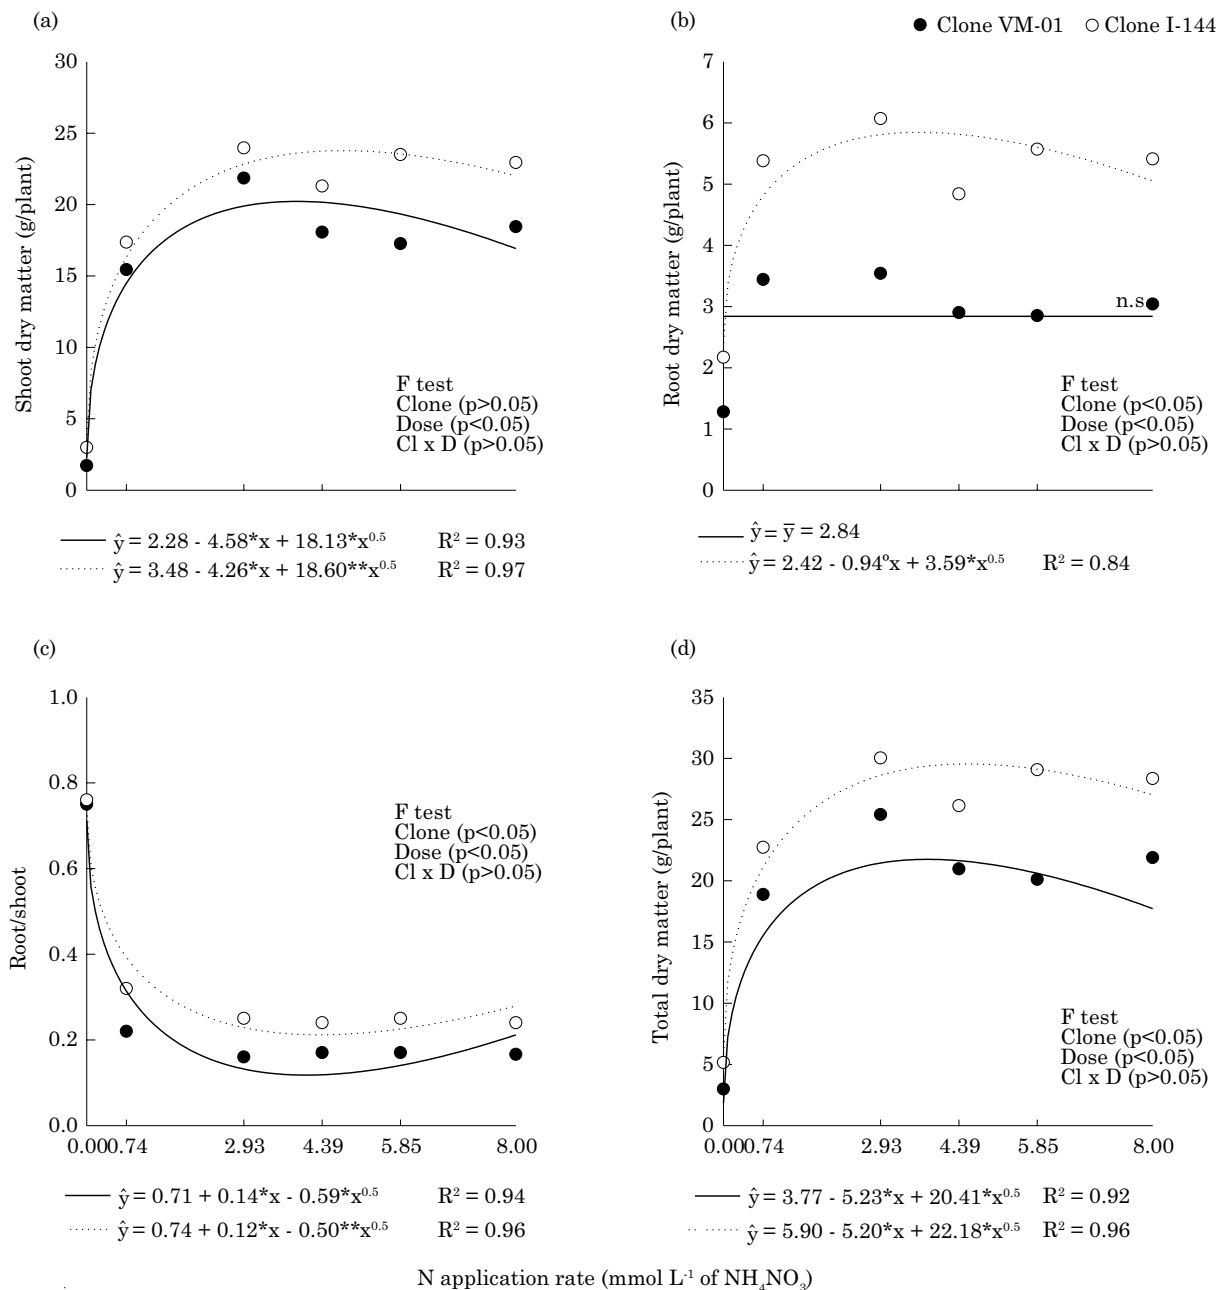 (a)
(b)
Clone VM-01 Clone I-144
30
25
20
15
10
5
0
Shoot dry matter (g/plant)
F test
Clone (p>0.05)
Dose (p<0.05)
Cl x D (p>0.05)
ŷ = 2.28 - 4.58*x + 18.13*x^0.5 R² = 0.93
ŷ = 3.48 - 4.26*x + 18.60**x^0.5 R² = 0.97
7
6
5
4
3
2
1
0
Root dry matter (g/plant)
n.s
F test
Clone (p<0.05)
Dose (p<0.05)
Cl x D (p>0.05)
ŷ = ȳ = 2.84
ŷ = 2.42 - 0.94ºx + 3.59*x^0.5 R² = 0.84
(c)
(d)
1.0
0.8
0.6
0.4
0.2
0.0
Root/shoot
F test
Clone (p<0.05)
Dose (p<0.05)
Cl x D (p>0.05)
0.00 0.74 2.93 4.39 5.85 8.00
ŷ = 0.71 + 0.14*x - 0.59*x^0.5 R² = 0.94
ŷ = 0.74 + 0.12*x - 0.50**x^0.5 R² = 0.96
35
30
25
20
15
10
5
0
Total dry matter (g/plant)
F test
Clone (p<0.05)
Dose (p<0.05)
Cl x D (p>0.05)
0.00 0.74 2.93 4.39 5.85 8.00
ŷ = 3.77 - 5.23*x + 20.41*x^0.5 R² = 0.92
ŷ = 5.90 - 5.20*x + 22.18*x^0.5 R² = 0.96
N application rate (mmol L⁻¹ of NH₄NO₃)